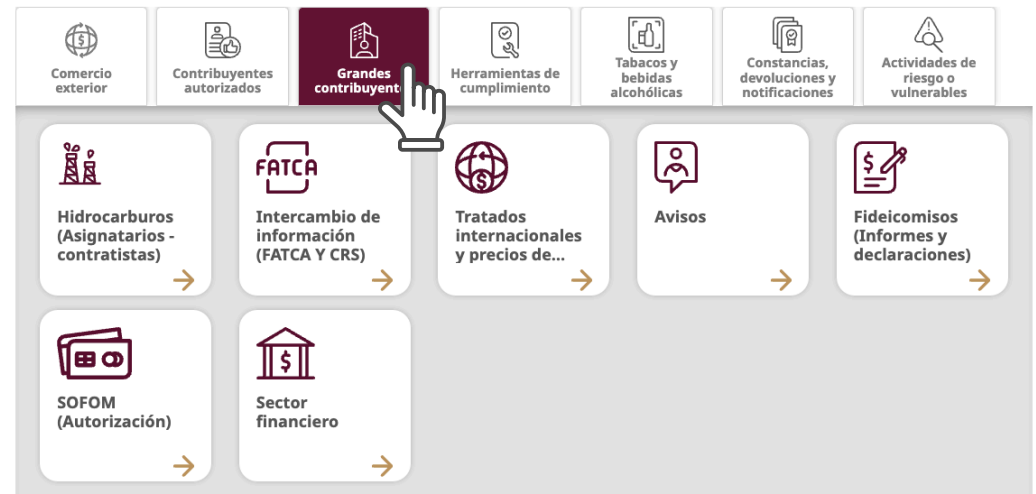 Comercio
exterior
Contribuyentes
autorizados
Grandes
contribuyent
Herramientas de
cumplimiento
Tabacos y
bebidas
alcohólicas
Constancias,
devoluciones y
notificaciones
Actividades de
riesgo o
vulnerables
Hidrocarburos
(Asignatarios -
contratistas)
FATCA
Intercambio de
información
(FATCA Y CRS)
$
Tratados
internacionales
y precios de...
Avisos
$
Fideicomisos
(Informes y
declaraciones)
SOFOM
(Autorización)
$
Sector
financiero